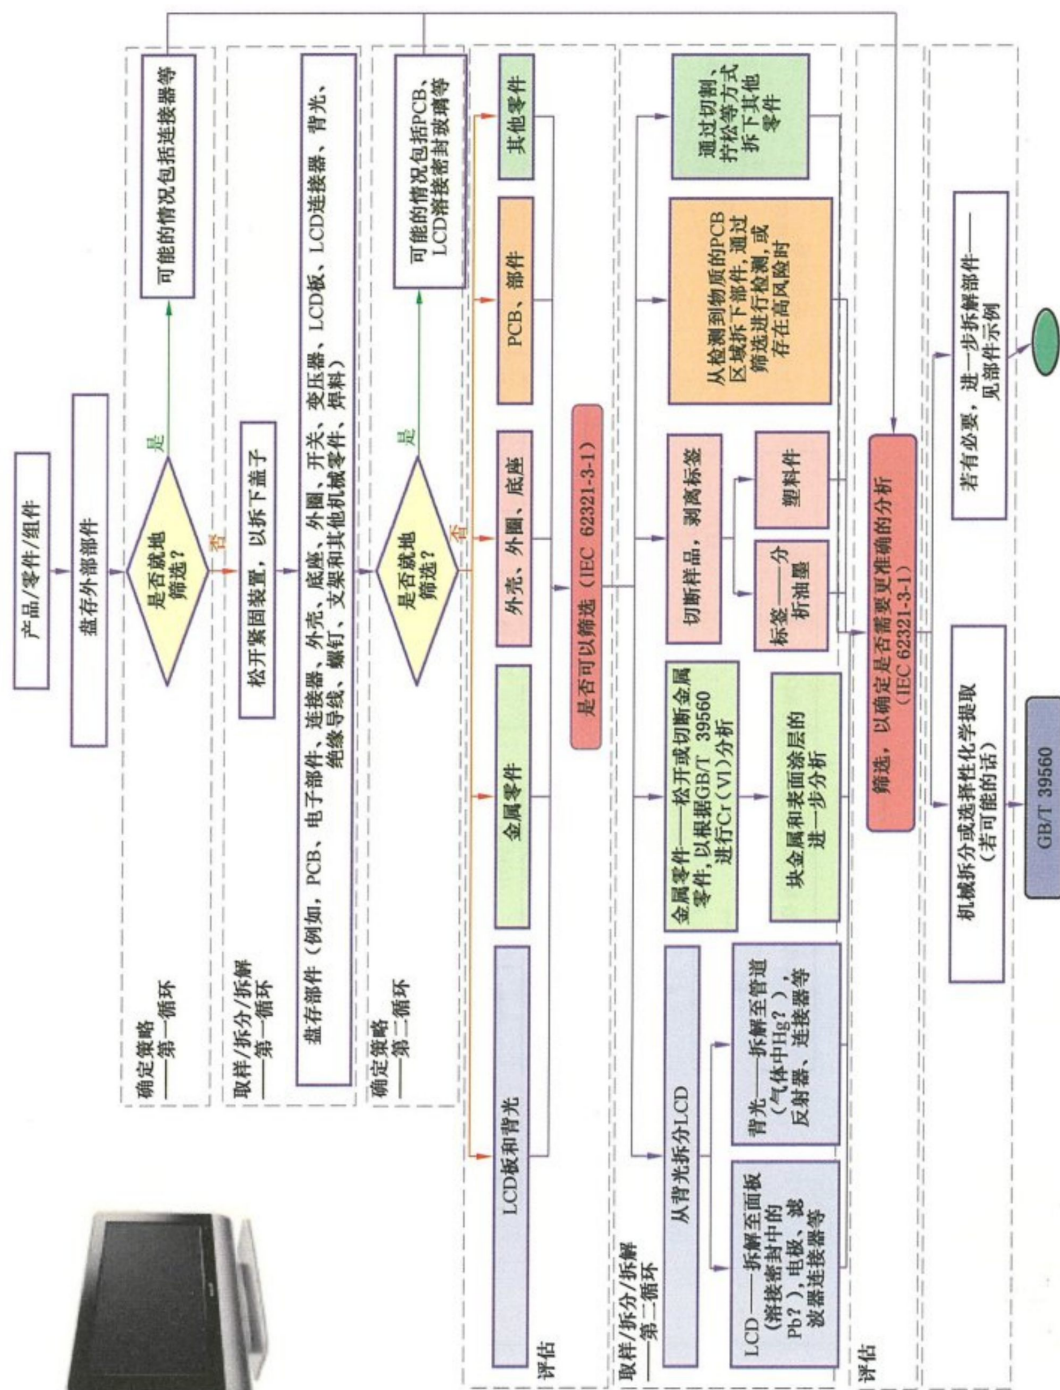 产品/零件/组件
盘存外部部件
确定策略
——第一循环
是否就地
筛选？
是
可能的情况包括连接器等
否
取样/拆分/拆解
——第一循环
松开紧固装置，以拆下盖子
盘存部件（例如，PCB、电子部件、连接器、外壳、底座、外圈、开关、变压器、LCD板、LCD连接器、背光、
绝缘导线、螺钉、支架和其他机械零件、焊料）
确定策略
——第二循环
是否就地
筛选？
是
可能的情况包括PCB、
LCD溶接密封玻璃等
否
LCD板和背光
金属零件
外壳、外圈、底座
PCB、部件
其他零件
评估
是否可以筛选（IEC 62321-3-1）
取样/拆分/拆解
——第二循环
从背光拆分LCD
LCD——拆解至面板
(溶接密封中的
Pb？),电极、滤
波器连接器等
背光——拆解至管道
（气体中Hg？），
反射器、连接器等
金属零件——松开或切断金属
零件，以根据GB/T 39560
进行Cr(VI)分析
块金属和表面涂层的
进一步分析
切断样品，剥离标签
标签——分
析油墨
塑料件
从检测到物质的PCB
区域拆下部件，通过
筛选进行检测，或
存在高风险时
通过切割、
拧松等方式
拆下其他
零件
评估
筛选，以确定是否需要更准确的分析
（IEC 62321-3-1）
机械拆分或选择性化学提取
（若可能的话）
若有必要，进一步拆解部件——
见部件示例
GB/T 39560